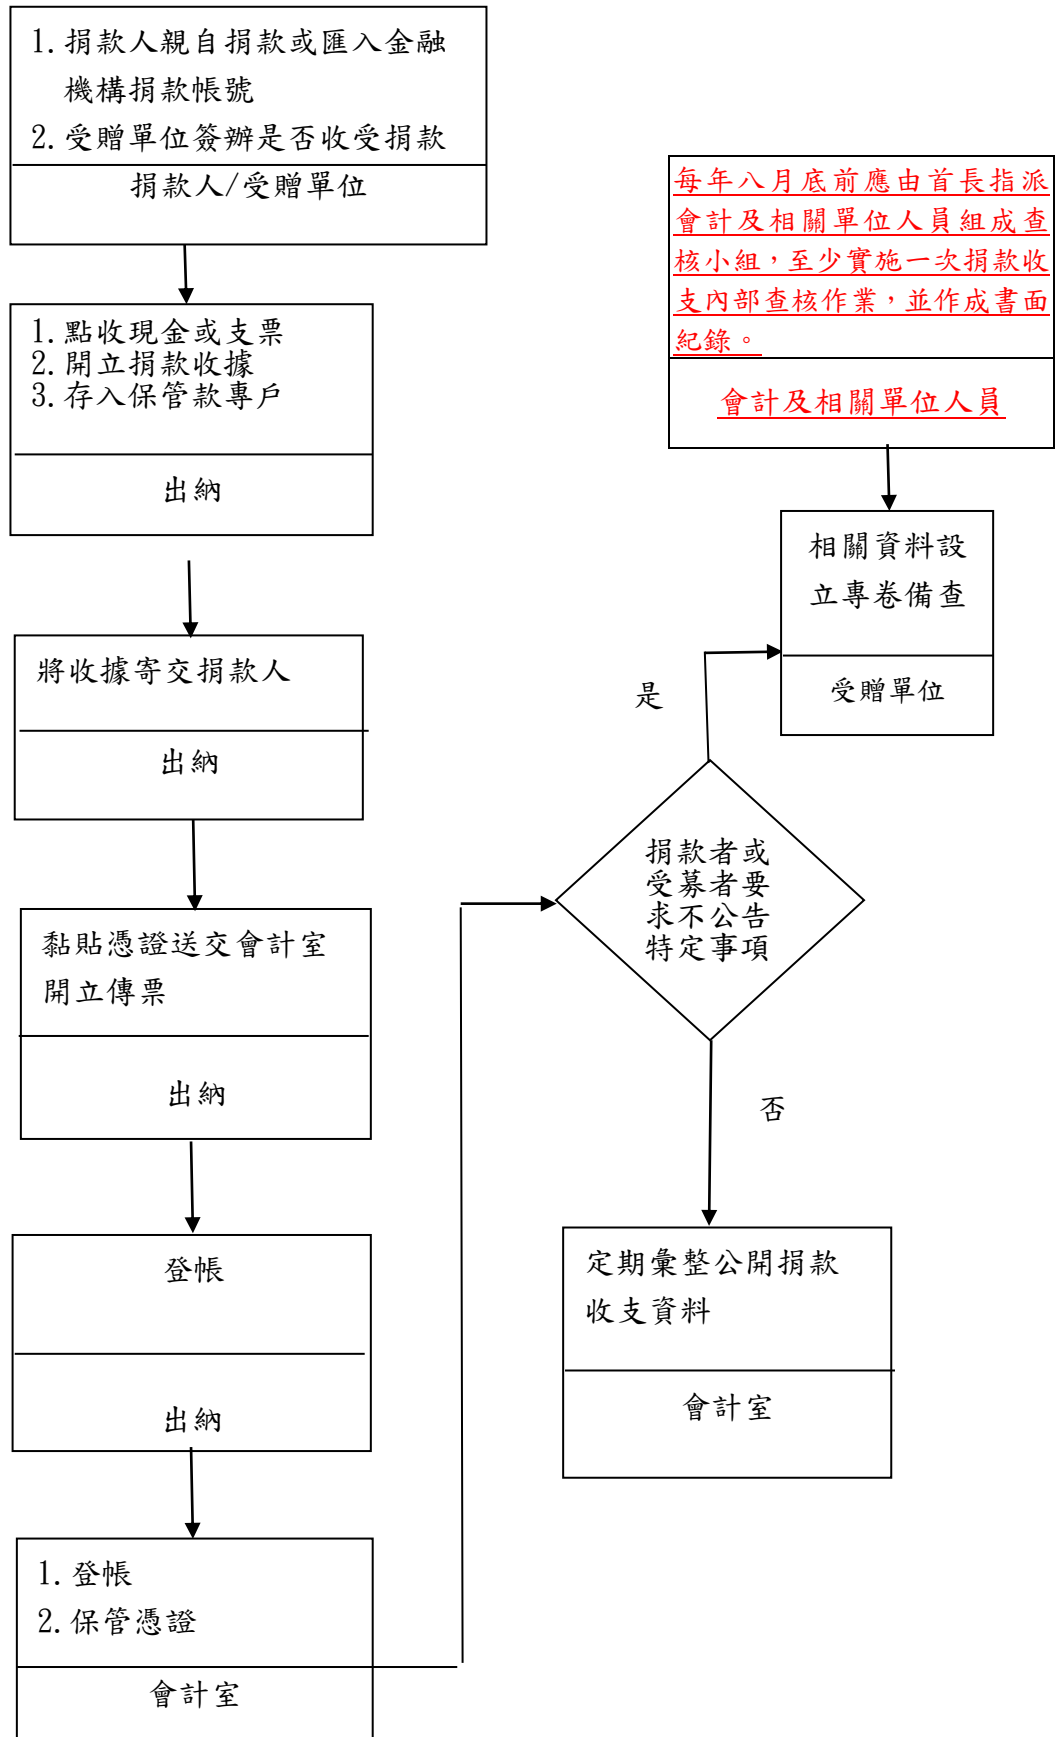 1. 捐款人親自捐款或匯入金融
機構捐款帳號
2. 受贈單位簽辦是否收受捐款
捐款人/受贈單位
1. 點收現金或支票
2. 開立捐款收據
3. 存入保管款專戶
出納
將收據寄交捐款人
出納
黏貼憑證送交會計室
開立傳票
出納
登帳
出納
1. 登帳
2. 保管憑證
會計室
每年八月底前應由首長指派
會計及相關單位人員組成查
核小組，至少實施一次捐款收
支內部查核作業，並作成書面
紀錄。
會計及相關單位人員
相關資料設
立專卷備查
受贈單位
是
捐款者或
受募者要
求不公告
特定事項
否
定期彙整公開捐款
收支資料
會計室